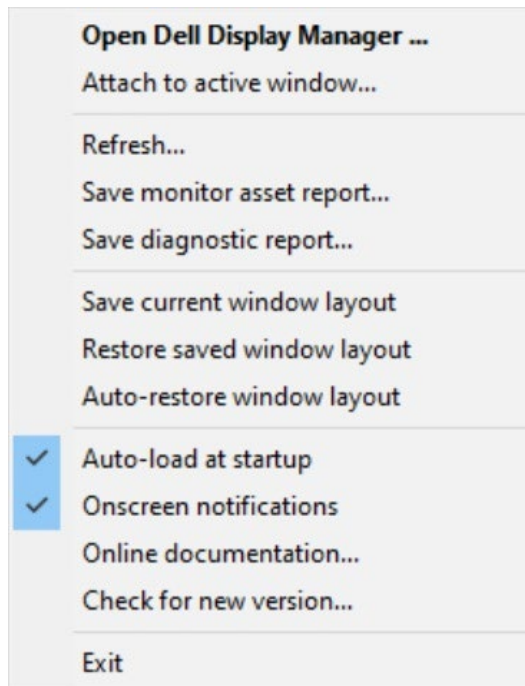 Open Dell Display Manager ...
Attach to active window...
Refresh...
Save monitor asset report...
Save diagnostic report...
Save current window layout
Restore saved window layout
Auto-restore window layout
Auto-load at startup
Onscreen notifications
Online documentation...
Check for new version...
Exit